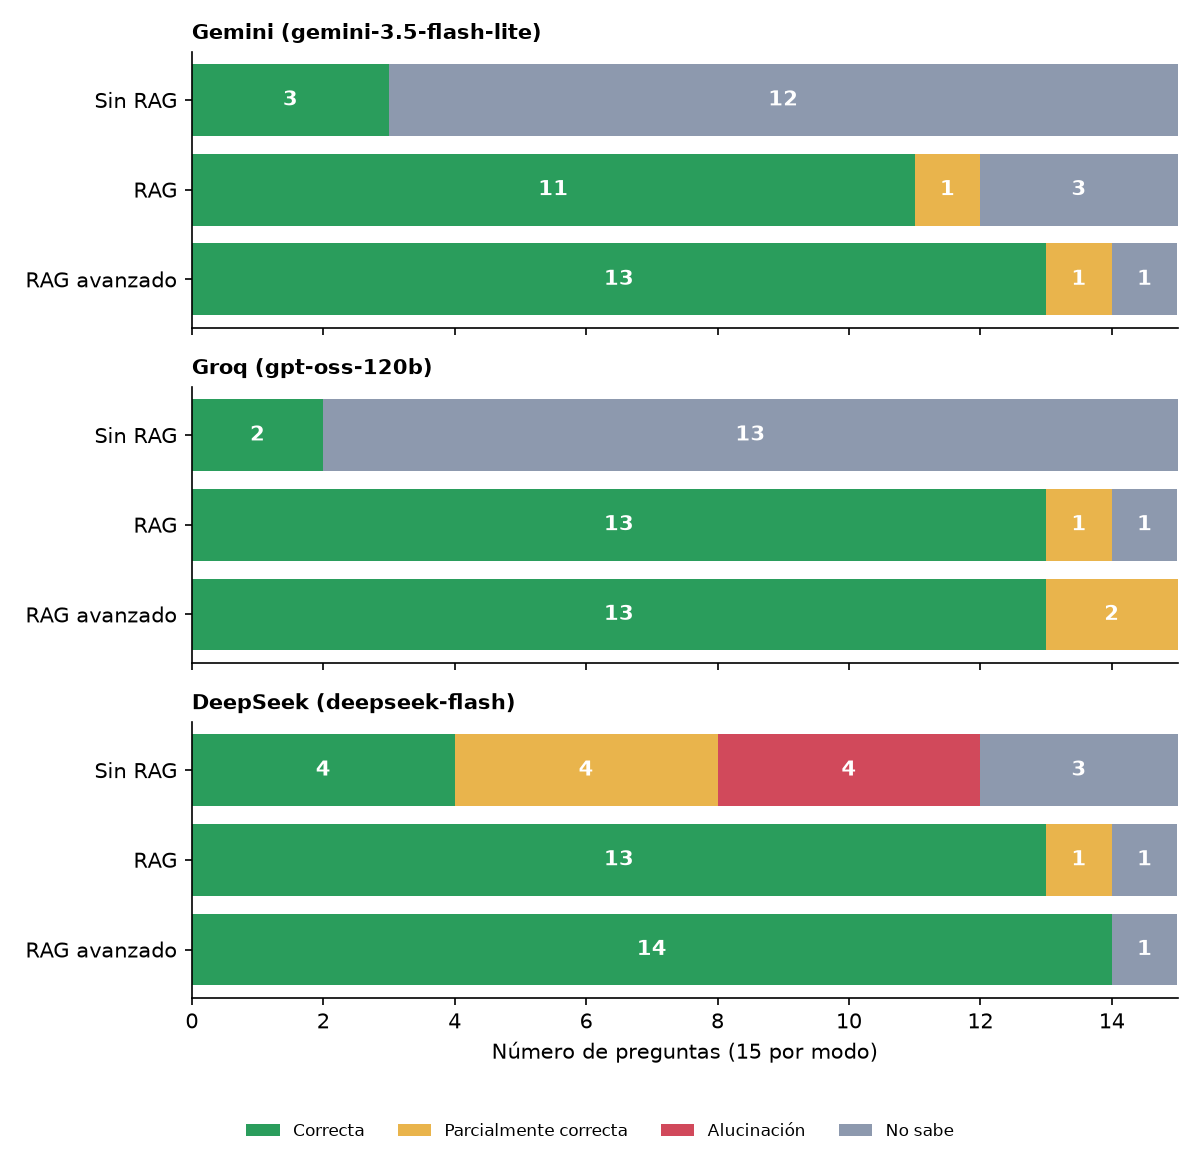 Gemini (gemini-3.5-flash-lite)
Sin RAG 3 12
RAG 11 1 3
RAG avanzado 13 1 1
Groq (gpt-oss-120b)
Sin RAG 2 13
RAG 13 1 1
RAG avanzado 13 2
DeepSeek (deepseek-flash)
Sin RAG 4 4 4 3
RAG 13 1 1
RAG avanzado 14 1
0 2 4 6 8 10 12 14
Número de preguntas (15 por modo)
Correcta Parcialmente correcta Alucinación No sabe